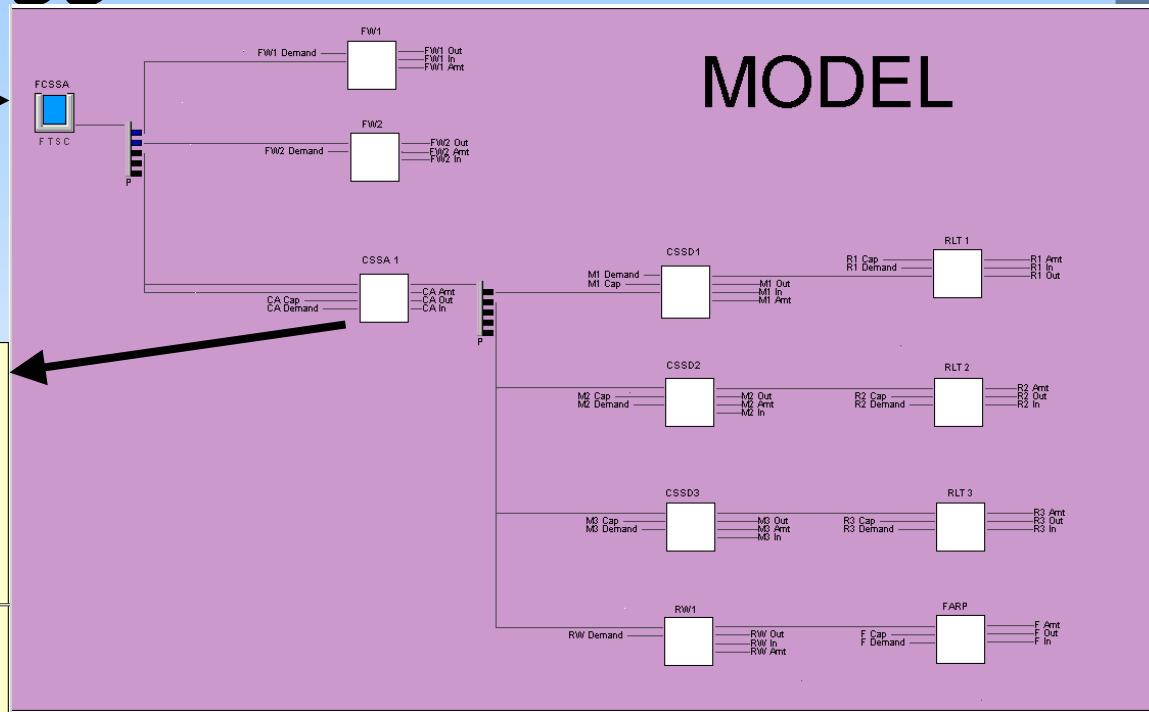 MODEL
FCSSA
FTSC
P
FW1
FW1 Demand
FW1 Out
FW1 In
FW1 Amt
FW2
FW2 Demand
FW2 Out
FW2 Amt
FW2 In
CSSA 1
CA Cap
CA Demand
CA Amt
CA Out
CA In
P
CSSD1
M1 Demand
M1 Cap
M1 Out
M1 In
M1 Amt
RLT 1
R1 Cap
R1 Demand
R1 Amt
R1 In
R1 Out
CSSD2
M2 Cap
M2 Demand
M2 Out
M2 Amt
M2 In
RLT 2
R2 Cap
R2 Demand
R2 Amt
R2 Out
R2 In
CSSD3
M3 Cap
M3 Demand
M3 Out
M3 Amt
M3 In
RLT 3
R3 Cap
R3 Demand
R3 Amt
R3 Out
R3 In
RW1
RW Demand
RW Out
RW In
RW Amt
FARP
F Cap
F Demand
F Amt
F Out
F In